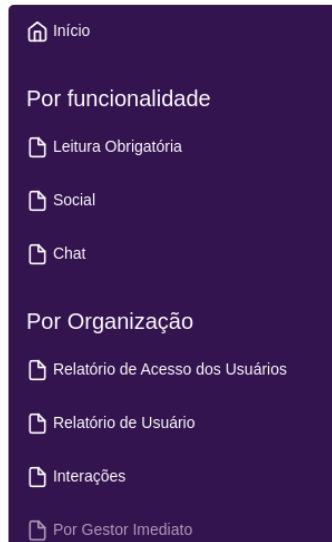 Início
Por funcionalidade
Leitura Obrigatória
Social
Chat
Por Organização
Relatório de Acesso dos Usuários
Relatório de Usuário
Interações
Por Gestor Imediato